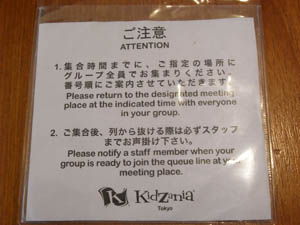 ご注意
ATTENTION
1. 集合時間までに、ご指定の場所に
グループ全員でお集まりください。
番号順にご案内させていただきます。
Please return to the designated meeting
place at the indicated time with everyone
in your group.
2. ご集合後、列から抜ける際は必ずスタッフ
までお声掛け下さい。
Please notify a staff member when your
group is ready to join the queue line at your
meeting place.
K KidZania
Tokyo